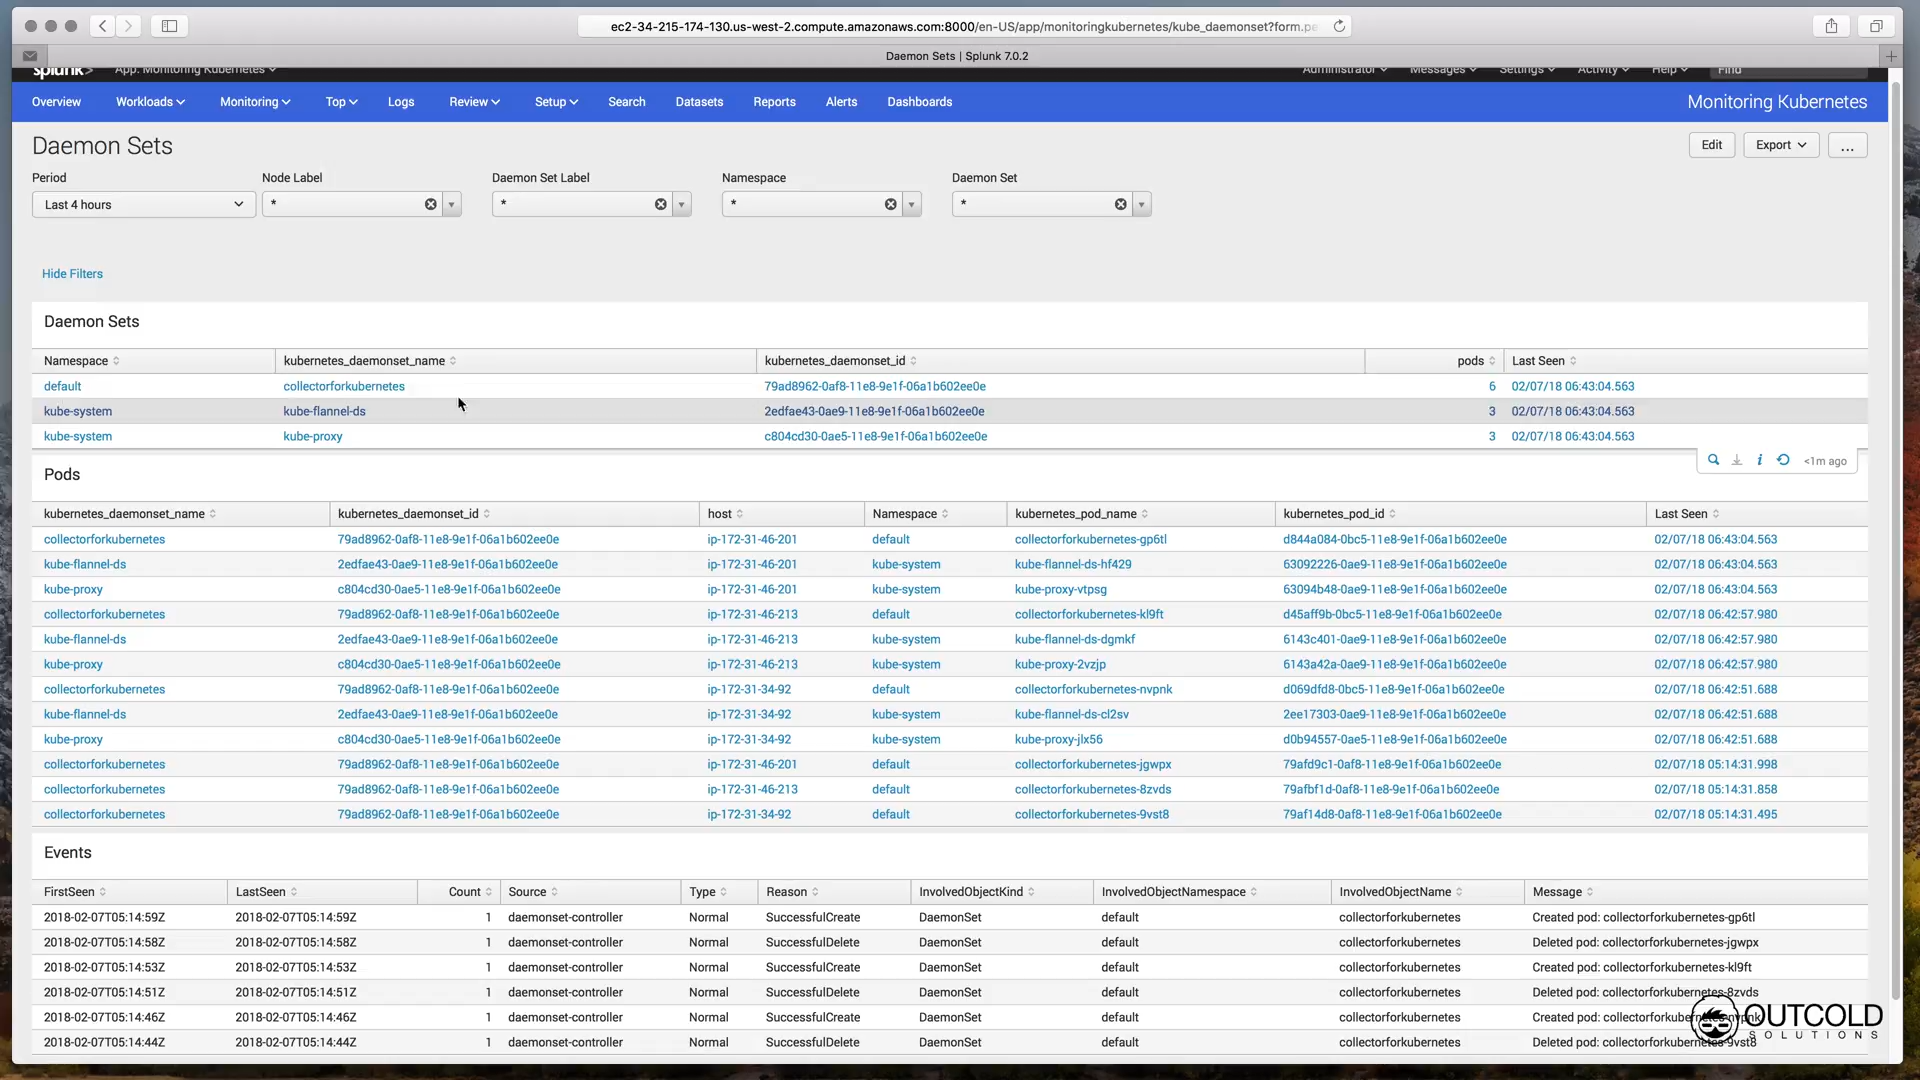 ec2-34-215-174-130.us-west-2.compute.amazonaws.com:8000/en-US/app/monitoringkubernetes/kube_daemonset?form.pe
Daemon Sets | Splunk 7.0.2
splunk> App: Monitoring Kubernetes Administrator Messages Settings Activity Help Find
Overview Workloads Monitoring Top Logs Review Setup Search Datasets Reports Alerts Dashboards Monitoring Kubernetes
Daemon Sets Edit Export ...
Period Node Label Daemon Set Label Namespace Daemon Set
Last 4 hours * * * *
Hide Filters
Daemon Sets
Namespace kubernetes_daemonset_name kubernetes_daemonset_id pods Last Seen
default collectorforkubernetes 79ad8962-0af8-11e8-9e1f-06a1b602ee0e 6 02/07/18 06:43:04.563
kube-system kube-flannel-ds 2edfae43-0ae9-11e8-9e1f-06a1b602ee0e 3 02/07/18 06:43:04.563
kube-system kube-proxy c804cd30-0ae5-11e8-9e1f-06a1b602ee0e 3 02/07/18 06:43:04.563
i <1m ago
Pods
kubernetes_daemonset_name kubernetes_daemonset_id host Namespace kubernetes_pod_name kubernetes_pod_id Last Seen
collectorforkubernetes 79ad8962-0af8-11e8-9e1f-06a1b602ee0e ip-172-31-46-201 default collectorforkubernetes-gp6tl d844a084-0bc5-11e8-9e1f-06a1b602ee0e 02/07/18 06:43:04.563
kube-flannel-ds 2edfae43-0ae9-11e8-9e1f-06a1b602ee0e ip-172-31-46-201 kube-system kube-flannel-ds-hf429 63092226-0ae9-11e8-9e1f-06a1b602ee0e 02/07/18 06:43:04.563
kube-proxy c804cd30-0ae5-11e8-9e1f-06a1b602ee0e ip-172-31-46-201 kube-system kube-proxy-vtpsg 63094b48-0ae9-11e8-9e1f-06a1b602ee0e 02/07/18 06:43:04.563
collectorforkubernetes 79ad8962-0af8-11e8-9e1f-06a1b602ee0e ip-172-31-46-213 default collectorforkubernetes-kl9ft d45aff9b-0bc5-11e8-9e1f-06a1b602ee0e 02/07/18 06:42:57.980
kube-flannel-ds 2edfae43-0ae9-11e8-9e1f-06a1b602ee0e ip-172-31-46-213 kube-system kube-flannel-ds-dgmkf 6143c401-0ae9-11e8-9e1f-06a1b602ee0e 02/07/18 06:42:57.980
kube-proxy c804cd30-0ae5-11e8-9e1f-06a1b602ee0e ip-172-31-46-213 kube-system kube-proxy-2vzjp 6143a42a-0ae9-11e8-9e1f-06a1b602ee0e 02/07/18 06:42:57.980
collectorforkubernetes 79ad8962-0af8-11e8-9e1f-06a1b602ee0e ip-172-31-34-92 default collectorforkubernetes-nvpnk d069dfd8-0bc5-11e8-9e1f-06a1b602ee0e 02/07/18 06:42:51.688
kube-flannel-ds 2edfae43-0ae9-11e8-9e1f-06a1b602ee0e ip-172-31-34-92 kube-system kube-flannel-ds-cl2sv 2ee17303-0ae9-11e8-9e1f-06a1b602ee0e 02/07/18 06:42:51.688
kube-proxy c804cd30-0ae5-11e8-9e1f-06a1b602ee0e ip-172-31-34-92 kube-system kube-proxy-jlx56 d0b94557-0ae5-11e8-9e1f-06a1b602ee0e 02/07/18 06:42:51.688
collectorforkubernetes 79ad8962-0af8-11e8-9e1f-06a1b602ee0e ip-172-31-46-201 default collectorforkubernetes-jgwpx 79afd9c1-0af8-11e8-9e1f-06a1b602ee0e 02/07/18 05:14:31.998
collectorforkubernetes 79ad8962-0af8-11e8-9e1f-06a1b602ee0e ip-172-31-46-213 default collectorforkubernetes-8zvds 79afbf1d-0af8-11e8-9e1f-06a1b602ee0e 02/07/18 05:14:31.858
collectorforkubernetes 79ad8962-0af8-11e8-9e1f-06a1b602ee0e ip-172-31-34-92 default collectorforkubernetes-9vst8 79af14d8-0af8-11e8-9e1f-06a1b602ee0e 02/07/18 05:14:31.495
Events
FirstSeen LastSeen Count Source Type Reason InvolvedObjectKind InvolvedObjectNamespace InvolvedObjectName Message
2018-02-07T05:14:59Z 2018-02-07T05:14:59Z 1 daemonset-controller Normal SuccessfulCreate DaemonSet default collectorforkubernetes Created pod: collectorforkubernetes-gp6tl
2018-02-07T05:14:58Z 2018-02-07T05:14:58Z 1 daemonset-controller Normal SuccessfulDelete DaemonSet default collectorforkubernetes Deleted pod: collectorforkubernetes-jgwpx
2018-02-07T05:14:53Z 2018-02-07T05:14:53Z 1 daemonset-controller Normal SuccessfulCreate DaemonSet default collectorforkubernetes Created pod: collectorforkubernetes-kl9ft
2018-02-07T05:14:51Z 2018-02-07T05:14:51Z 1 daemonset-controller Normal SuccessfulDelete DaemonSet default collectorforkubernetes Deleted pod: collectorforkubernetes-8zvds
2018-02-07T05:14:46Z 2018-02-07T05:14:46Z 1 daemonset-controller Normal SuccessfulCreate DaemonSet default collectorforkubernetes Created pod: collectorforkubernetes-nvpnk
2018-02-07T05:14:44Z 2018-02-07T05:14:44Z 1 daemonset-controller Normal SuccessfulDelete DaemonSet default collectorforkubernetes Deleted pod: collectorforkubernetes-9vst8
OUTCOLD
SOLUTIONS